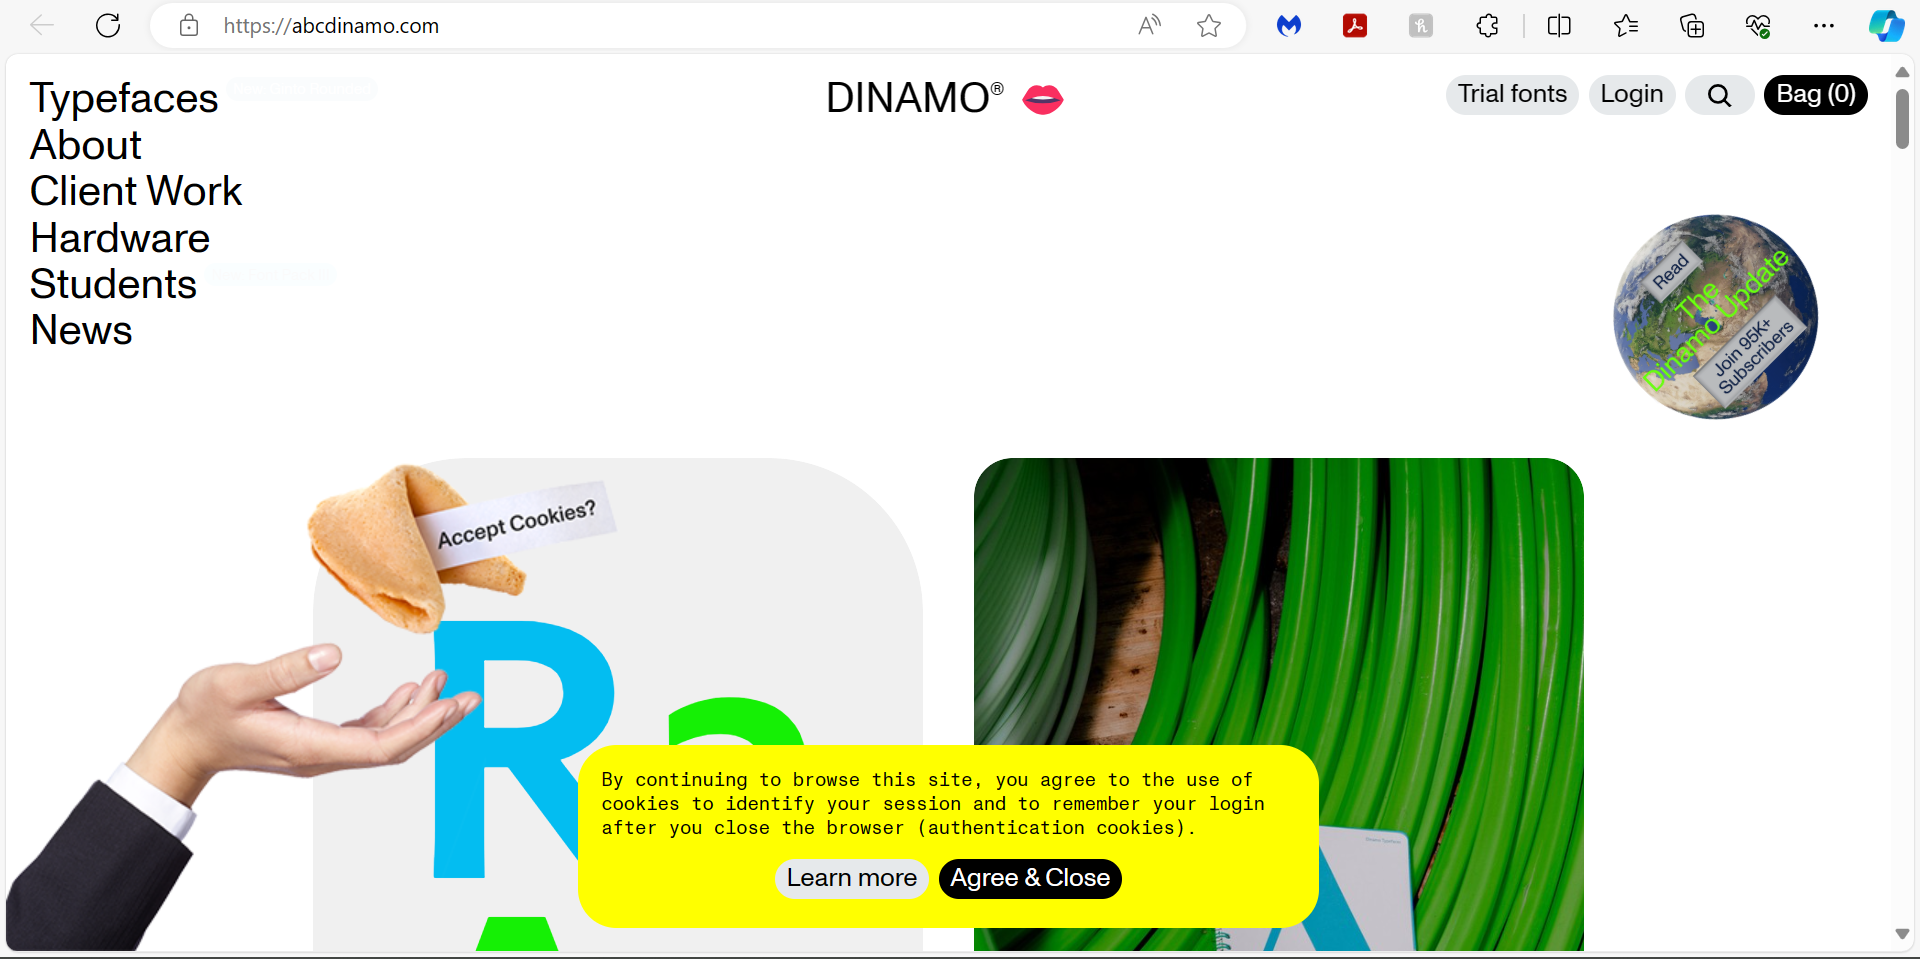 https://abcdinamo.com
Typefaces
About
Client Work
Hardware
Students
News
DINAMO®
Trial fonts
Login
Bag (0)
Read
The
Dinamo Update
Join 95K+
Subscribers
Accept Cookies?
R
By continuing to browse this site, you agree to the use of
cookies to identify your session and to remember your login
after you close the browser (authentication cookies).
Learn more
Agree & Close